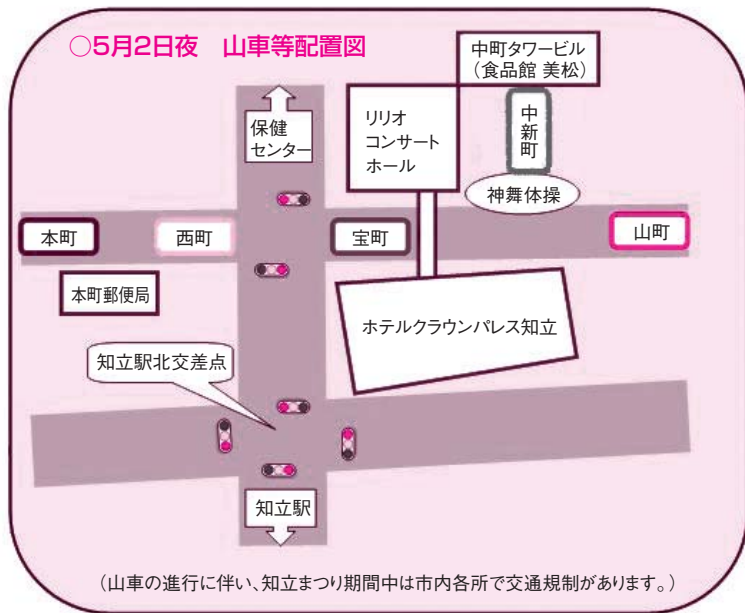 ○5月2日夜　山車等配置図
中町タワービル
（食品館 美松）
保健
センター
リリオ
コンサート
ホール
中新町
神舞体操
本町
西町
宝町
山町
本町郵便局
ホテルクラウンパレス知立
知立駅北交差点
知立駅
（山車の進行に伴い、知立まつり期間中は市内各所で交通規制があります。）